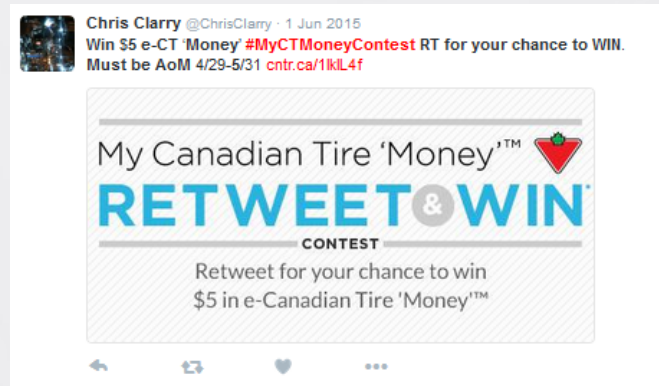 Chris Clarry @ChrisClarry · 1 Jun 2015
Win $5 e-CT 'Money' #MyCTMoneyContest RT for your chance to WIN.
Must be AoM 4/29-5/31 cntr.ca/1lklL4f
My Canadian Tire 'Money'™
RETWEET & WIN*
CONTEST
Retweet for your chance to win
$5 in e-Canadian Tire 'Money'™